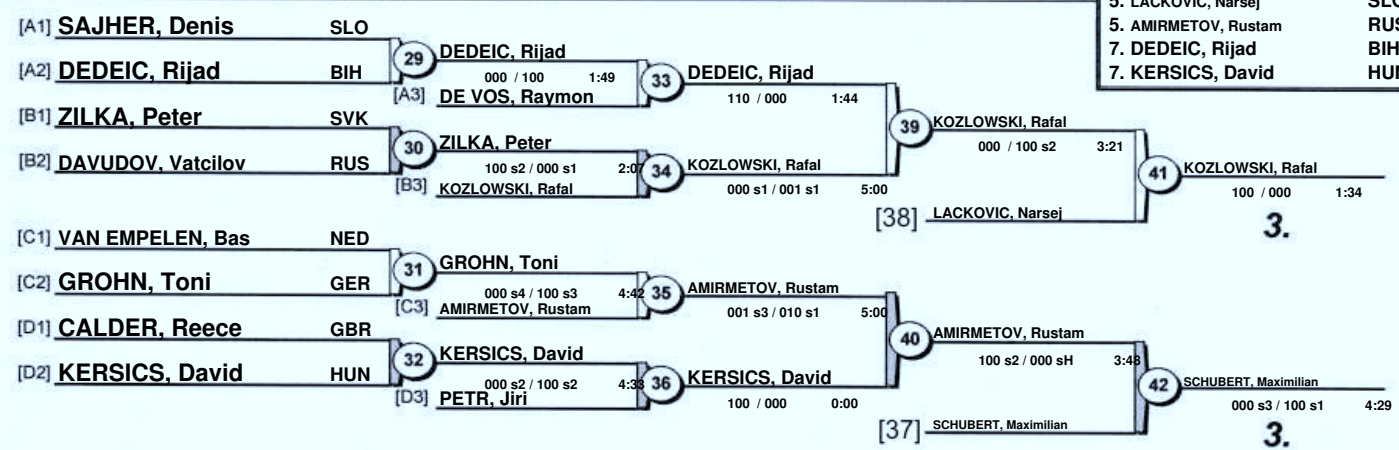 5. LACKOVIC, Narsej SLO
5. AMIRMETOV, Rustam RUS
7. DEDEIC, Rijad BIH
7. KERSICS, David HUN
[A1] SAJHER, Denis SLO
29
DEDEIC, Rijad
[A2] DEDEIC, Rijad BIH
000 / 100 1:49
[A3] DE VOS, Raymon
33
DEDEIC, Rijad
110 / 000 1:44
[B1] ZILKA, Peter SVK
30
ZILKA, Peter
[B2] DAVUDOV, Vatcilov RUS
100 s2 / 000 s1 2:07
[B3] KOZLOWSKI, Rafal
34
KOZLOWSKI, Rafal
000 s1 / 001 s1 5:00
39
KOZLOWSKI, Rafal
000 / 100 s2 3:21
[38] LACKOVIC, Narsej
41
KOZLOWSKI, Rafal
100 / 000 1:34
3.
[C1] VAN EMPELEN, Bas NED
31
GROHN, Toni
[C2] GROHN, Toni GER
000 s4 / 100 s3 4:42
[C3] AMIRMETOV, Rustam
35
AMIRMETOV, Rustam
001 s3 / 010 s1 5:00
[D1] CALDER, Reece GBR
32
KERSICS, David
[D2] KERSICS, David HUN
000 s2 / 100 s2 4:33
[D3] PETR, Jiri
36
KERSICS, David
100 / 000 0:00
40
AMIRMETOV, Rustam
100 s2 / 000 sH 3:48
[37] SCHUBERT, Maximilian
42
SCHUBERT, Maximilian
000 s3 / 100 s1 4:29
3.